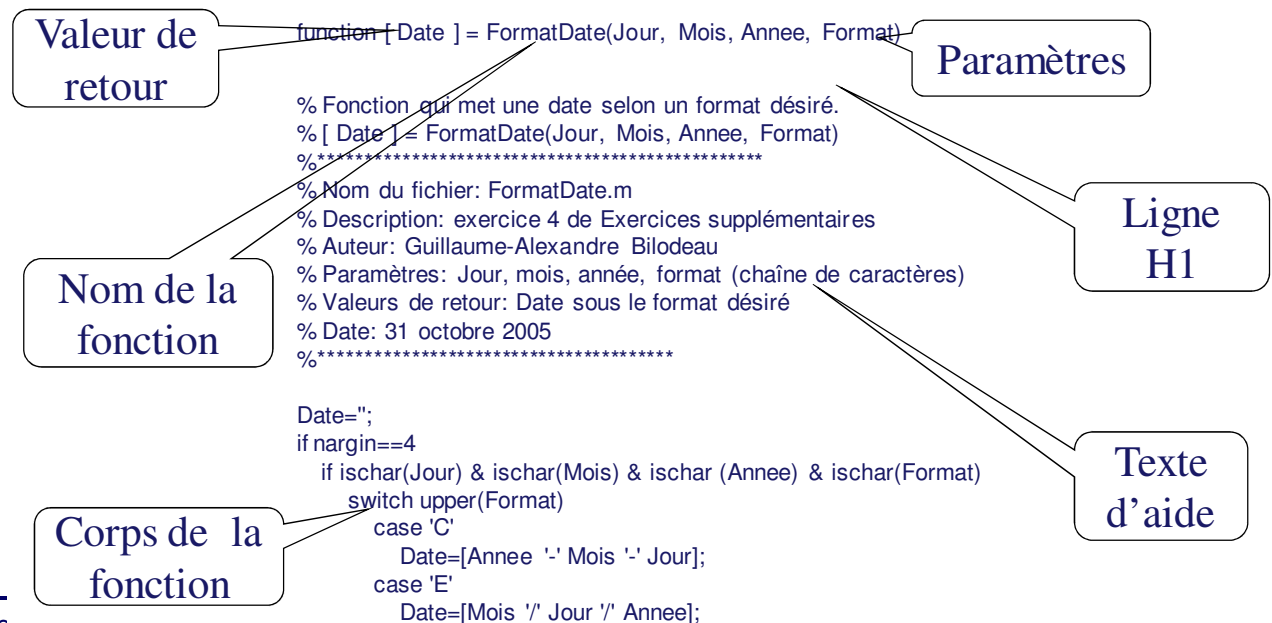 Valeur de
retour
function [ Date ] = FormatDate(Jour, Mois, Annee, Format)
Paramètres
% Fonction qui met une date selon un format désiré.
% [ Date ] = FormatDate(Jour, Mois, Annee, Format)
%************************************************
% Nom du fichier: FormatDate.m
% Description: exercice 4 de Exercices supplémentaires
% Auteur: Guillaume-Alexandre Bilodeau
% Paramètres: Jour, mois, année, format (chaîne de caractères)
% Valeurs de retour: Date sous le format désiré
% Date: 31 octobre 2005
%**************************************
Ligne
H1
Nom de la
fonction
Date='';
if nargin==4
if ischar(Jour) & ischar(Mois) & ischar (Annee) & ischar(Format)
switch upper(Format)
case 'C'
Date=[Annee '-' Mois '-' Jour];
case 'E'
Date=[Mois '/' Jour '/' Annee];
Texte
d’aide
Corps de la
fonction